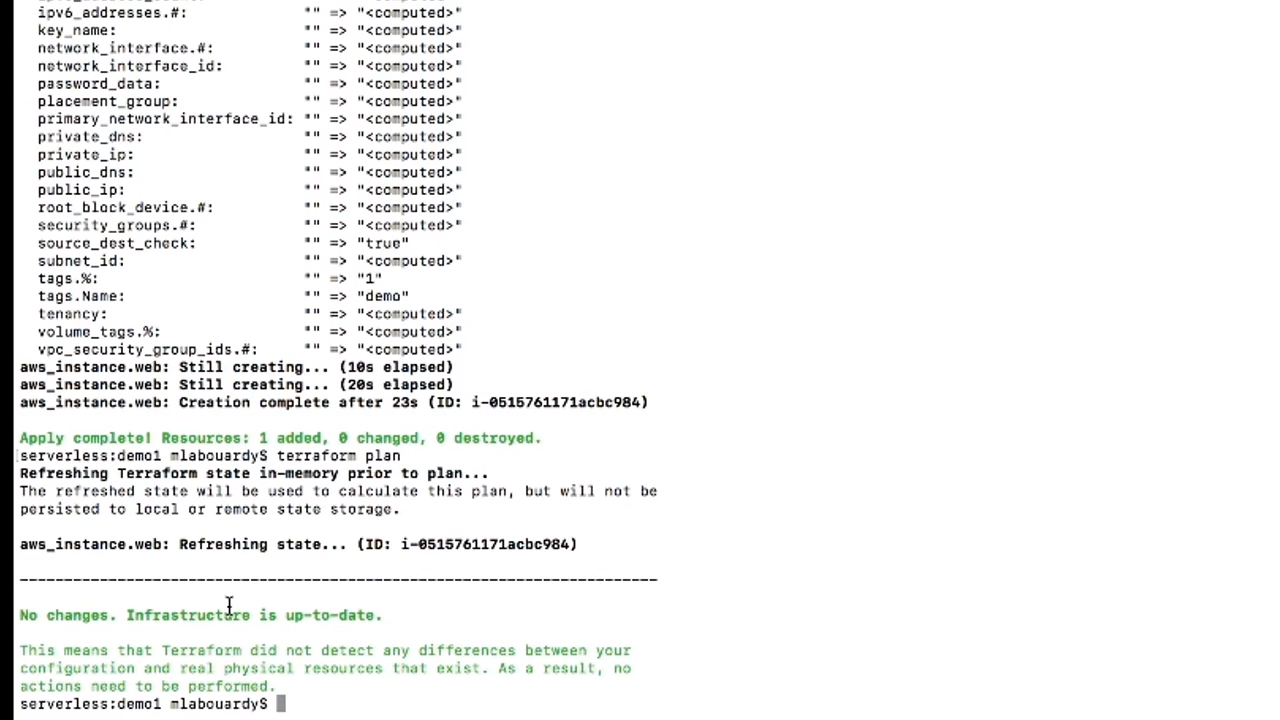 ipv6_addresses.#: "" => "<computed>"
key_name: "" => "<computed>"
network_interface.#: "" => "<computed>"
network_interface_id: "" => "<computed>"
password_data: "" => "<computed>"
placement_group: "" => "<computed>"
primary_network_interface_id: "" => "<computed>"
private_dns: "" => "<computed>"
private_ip: "" => "<computed>"
public_dns: "" => "<computed>"
public_ip: "" => "<computed>"
root_block_device.#: "" => "<computed>"
security_groups.#: "" => "<computed>"
source_dest_check: "" => "true"
subnet_id: "" => "<computed>"
tags.%: "" => "1"
tags.Name: "" => "demo"
tenancy: "" => "<computed>"
volume_tags.%: "" => "<computed>"
vpc_security_group_ids.#: "" => "<computed>"
aws_instance.web: Still creating... (10s elapsed)
aws_instance.web: Still creating... (20s elapsed)
aws_instance.web: Creation complete after 23s (ID: i-0515761171acbc984)
Apply complete! Resources: 1 added, 0 changed, 0 destroyed.
serverless:demo1 mlabouardy$ terraform plan
Refreshing Terraform state in-memory prior to plan...
The refreshed state will be used to calculate this plan, but will not be
persisted to local or remote state storage.
aws_instance.web: Refreshing state... (ID: i-0515761171acbc984)
------------------------------------------------------------------------
No changes. Infrastructure is up-to-date.
This means that Terraform did not detect any differences between your
configuration and real physical resources that exist. As a result, no
actions need to be performed.
serverless:demo1 mlabouardy$